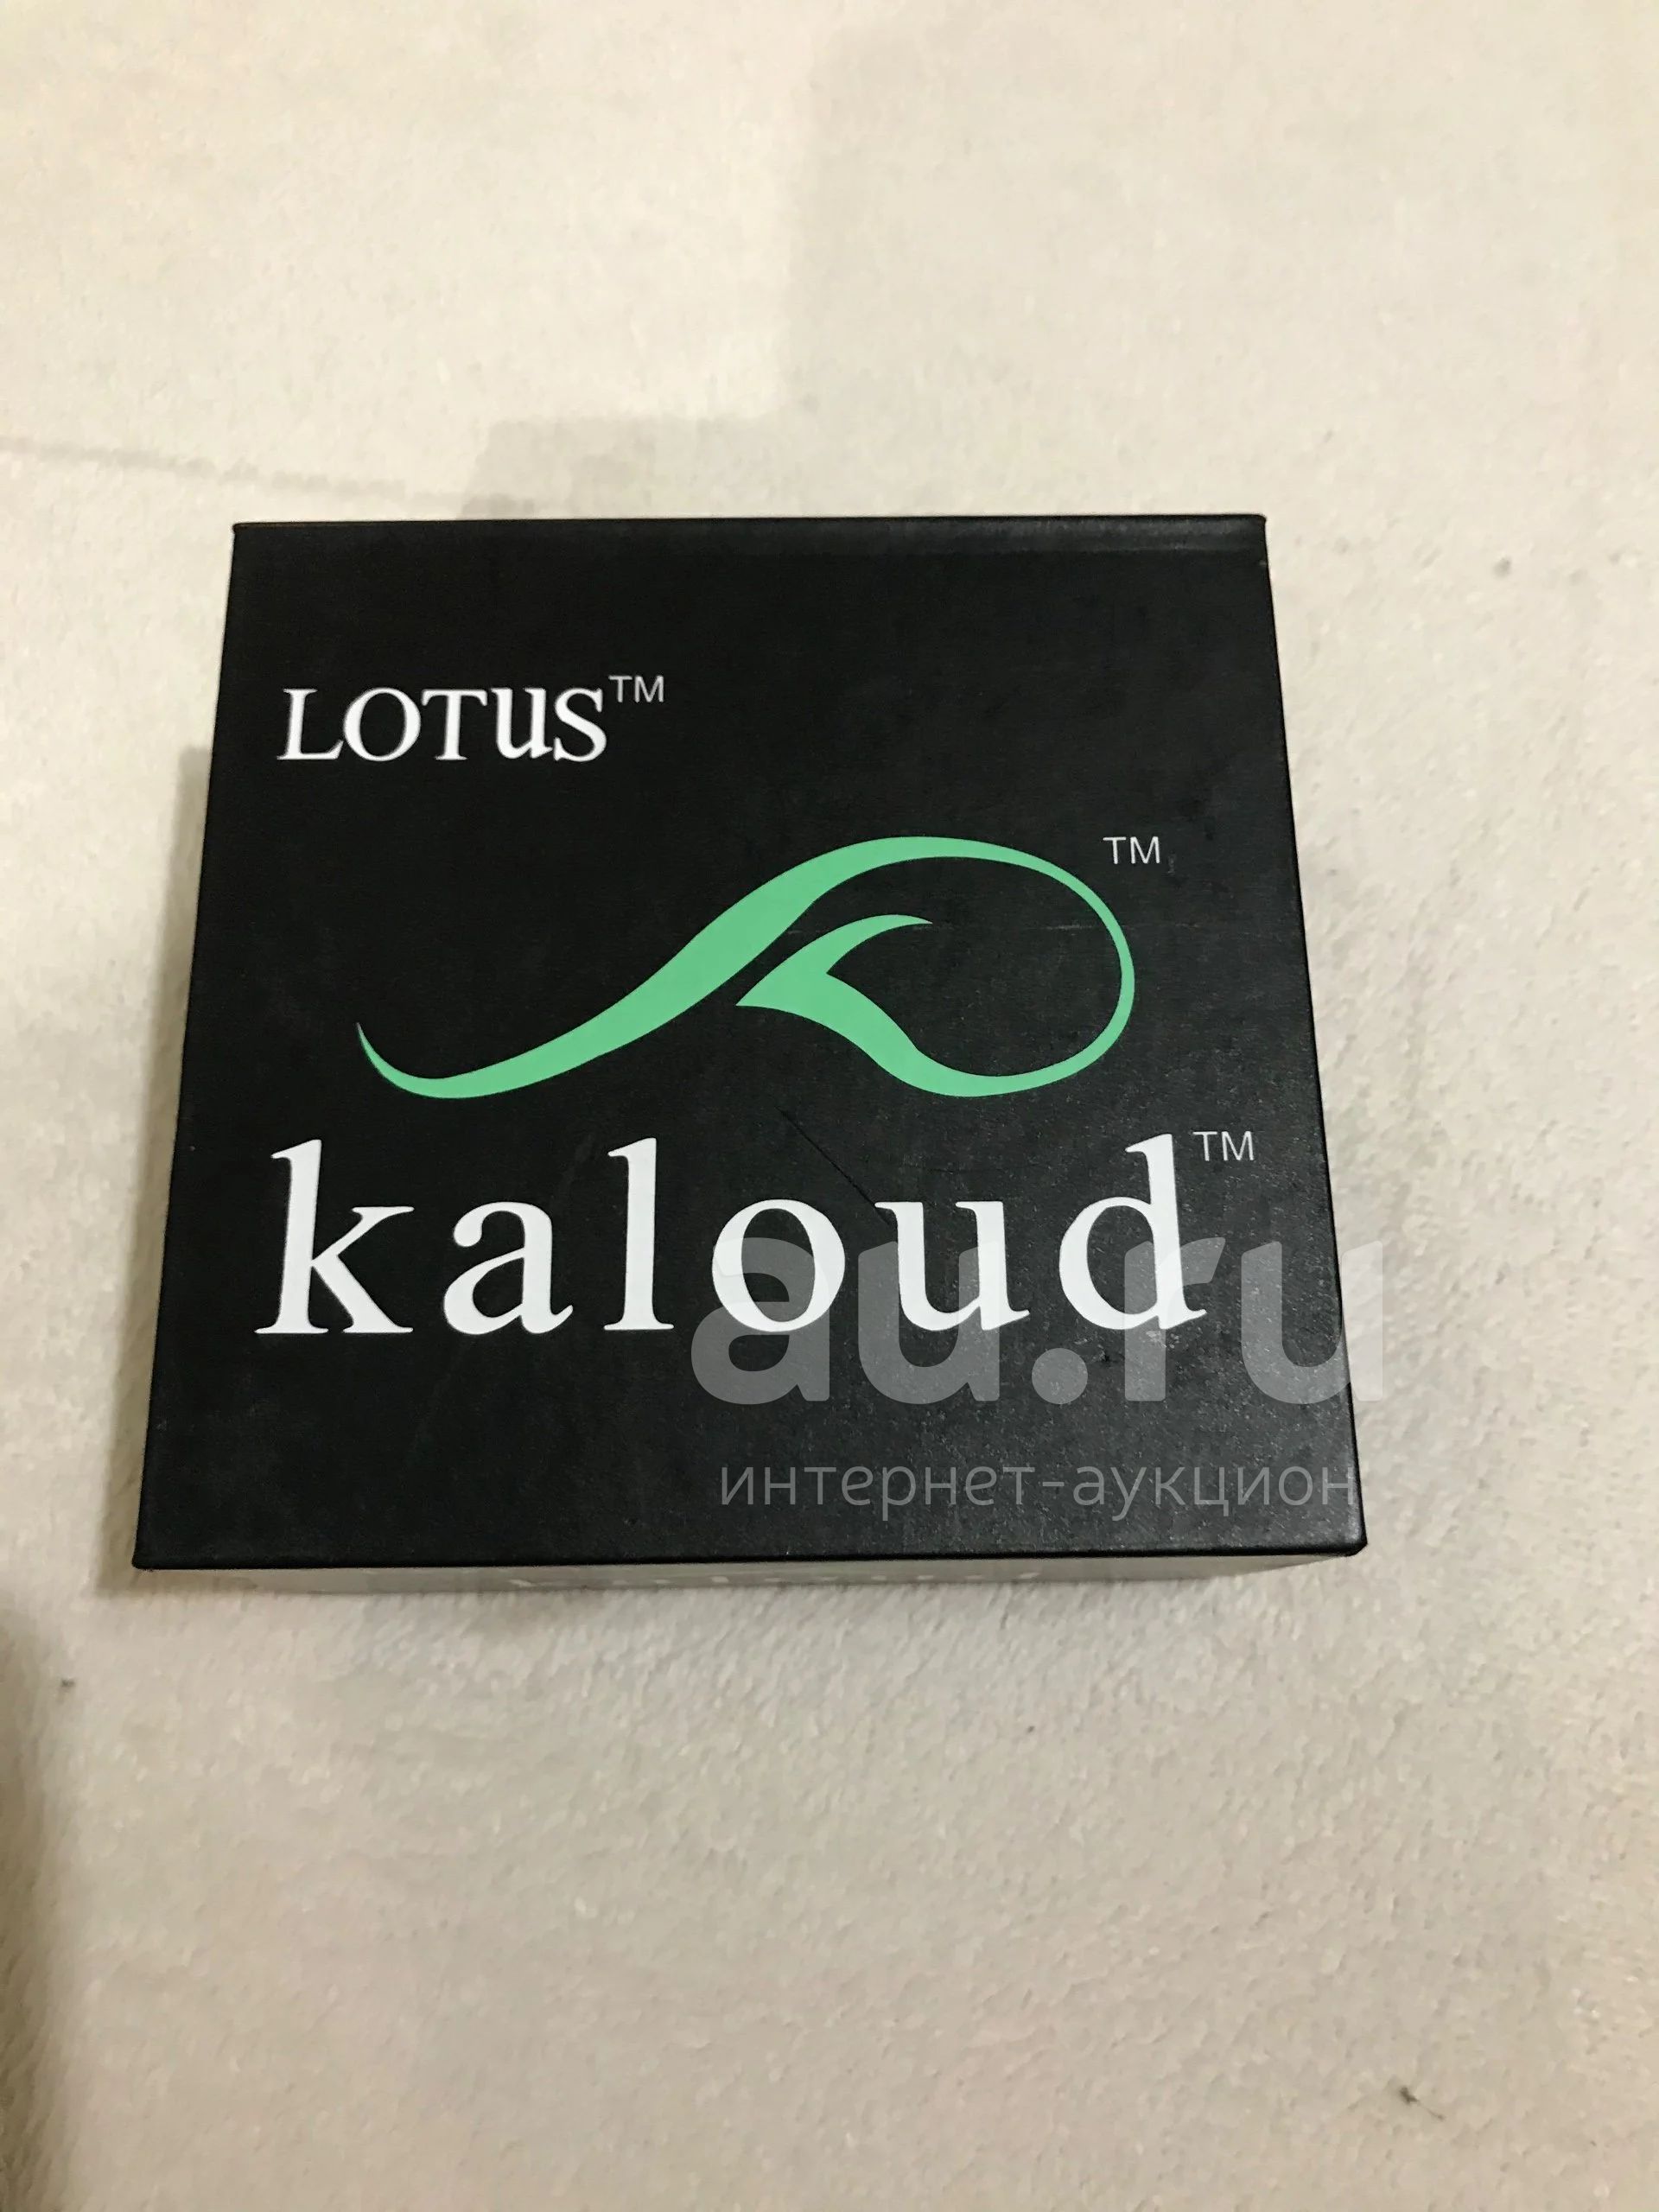 LOTUS™
™
kaloud™
au.ru
интернет-аукцион